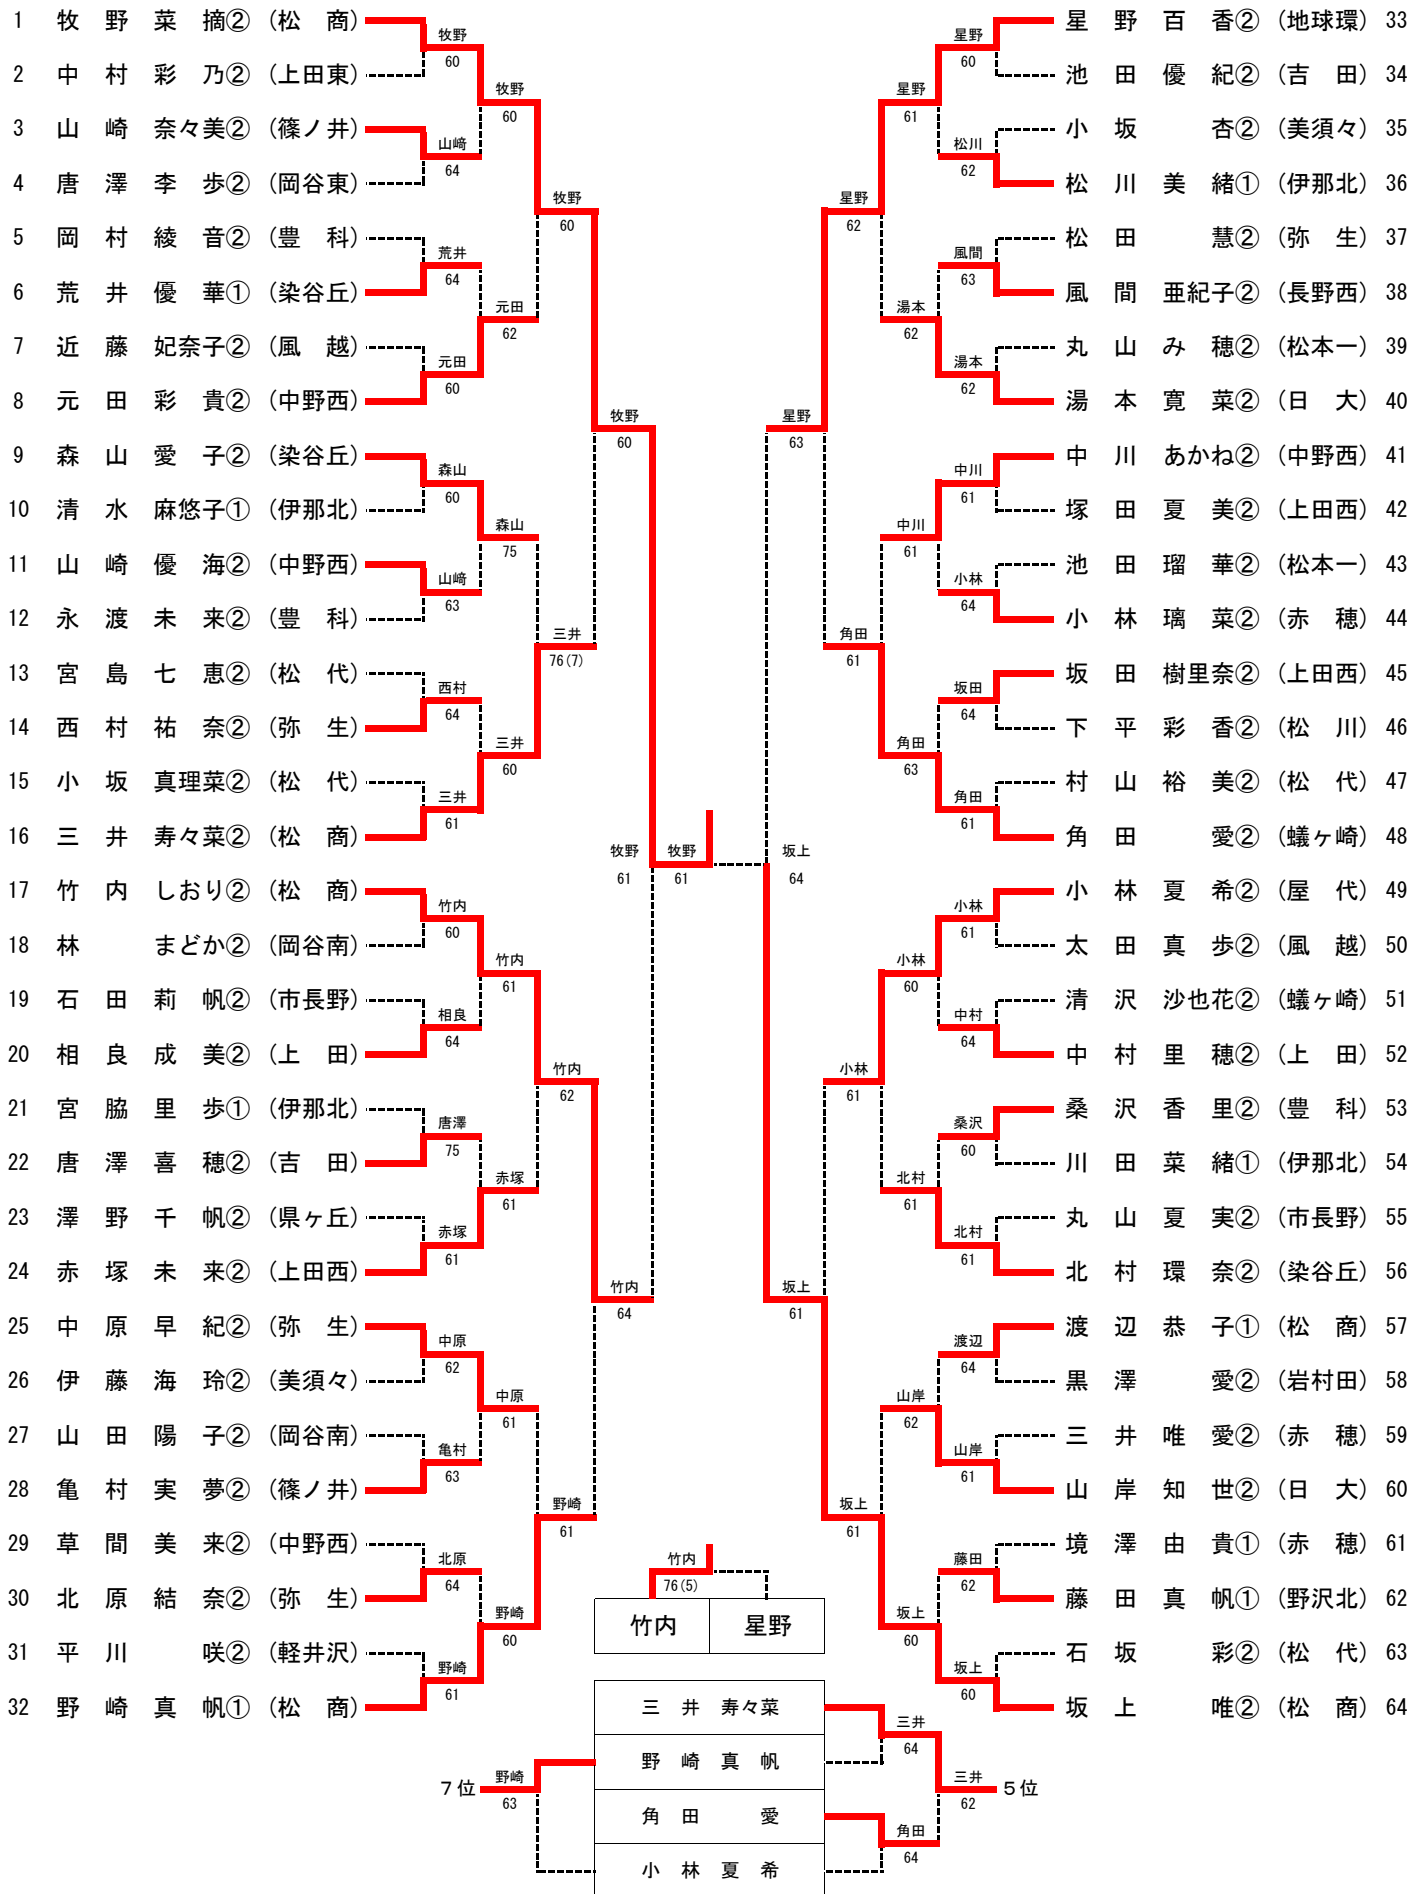 1 牧野菜摘② (松商)
2 中村彩乃② (上田東)
3 山崎奈々美② (篠ノ井)
4 唐澤李歩② (岡谷東)
5 岡村綾音② (豊科)
6 荒井優華① (染谷丘)
7 近藤妃奈子② (風越)
8 元田彩貴② (中野西)
9 森山愛子② (染谷丘)
10 清水麻悠子① (伊那北)
11 山崎優海② (中野西)
12 永渡未来② (豊科)
13 宮島七恵② (松代)
14 西村祐奈② (弥生)
15 小坂真理菜② (松代)
16 三井寿々菜② (松商)
17 竹内しおり② (松商)
18 林まどか② (岡谷南)
19 石田莉帆② (市長野)
20 相良成美② (上田)
21 宮脇里歩① (伊那北)
22 唐澤喜穂② (吉田)
23 澤野千帆② (県ヶ丘)
24 赤塚未来② (上田西)
25 中原早紀② (弥生)
26 伊藤海玲② (美須々)
27 山田陽子② (岡谷南)
28 亀村実夢② (篠ノ井)
29 草間美来② (中野西)
30 北原結奈② (弥生)
31 平川咲② (軽井沢)
32 野崎真帆① (松商)
牧野
60
山﨑
64
荒井
64
元田
60
森山
60
山﨑
63
西村
64
三井
61
竹内
60
相良
64
唐澤
75
赤塚
61
中原
62
亀村
63
北原
64
野崎
61
牧野
60
元田
62
森山
75
三井
60
竹内
61
赤塚
61
中原
61
野崎
60
牧野
60
三井
76(7)
竹内
62
野崎
61
牧野
60
竹内
64
牧野
61
牧野
61
坂上
64
星野
63
坂上
61
星野
62
角田
61
小林
61
坂上
61
星野
61
湯本
62
中川
61
角田
63
小林
60
北村
61
山岸
62
坂上
60
星野
60
松川
62
風間
63
湯本
62
中川
61
小林
64
坂田
64
角田
61
小林
61
中村
64
桑沢
60
北村
61
渡辺
64
山岸
61
藤田
62
坂上
60
星野百香② (地球環) 33
池田優紀② (吉田) 34
小坂杏② (美須々) 35
松川美緒① (伊那北) 36
松田慧② (弥生) 37
風間亜紀子② (長野西) 38
丸山み穂② (松本一) 39
湯本寛菜② (日大) 40
中川あかね② (中野西) 41
塚田夏美② (上田西) 42
池田瑠華② (松本一) 43
小林璃菜② (赤穂) 44
坂田樹里奈② (上田西) 45
下平彩香② (松川) 46
村山裕美② (松代) 47
角田愛② (蟻ヶ崎) 48
小林夏希② (屋代) 49
太田真歩② (風越) 50
清沢沙也花② (蟻ヶ崎) 51
中村里穂② (上田) 52
桑沢香里② (豊科) 53
川田菜緒① (伊那北) 54
丸山夏実② (市長野) 55
北村環奈② (染谷丘) 56
渡辺恭子① (松商) 57
黒澤愛② (岩村田) 58
三井唯愛② (赤穂) 59
山岸知世② (日大) 60
境澤由貴① (赤穂) 61
藤田真帆① (野沢北) 62
石坂彩② (松代) 63
坂上唯② (松商) 64
竹内
76(5)
竹内 星野
三井寿々菜
野崎真帆
角田愛
小林夏希
三井
64
角田
64
三井
62
5位
7位
野崎
63